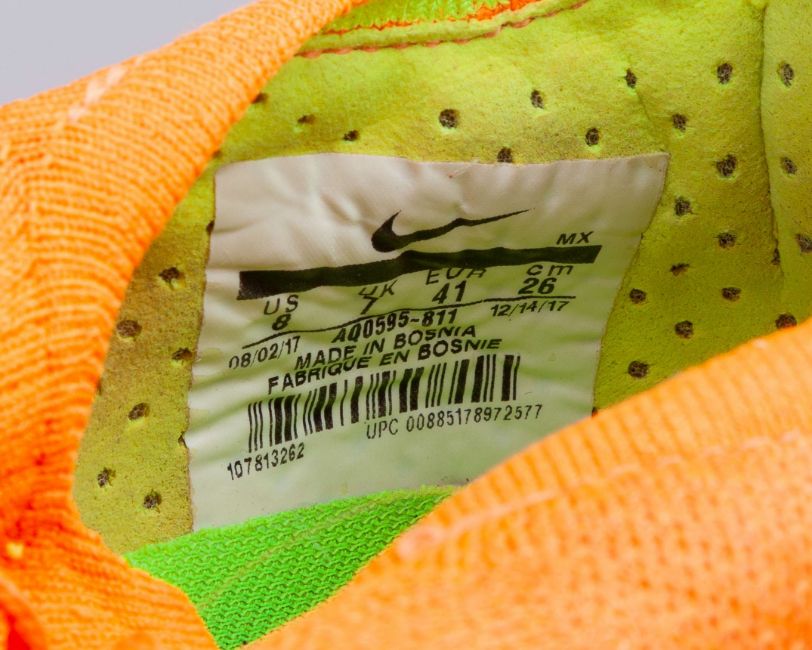 MX
US UK EUR cm
8 7 41 26
08/02/17 AQ0595-811 12/14/17
MADE IN BOSNIA
FABRIQUE EN BOSNIE
UPC 00885178972577
107813262